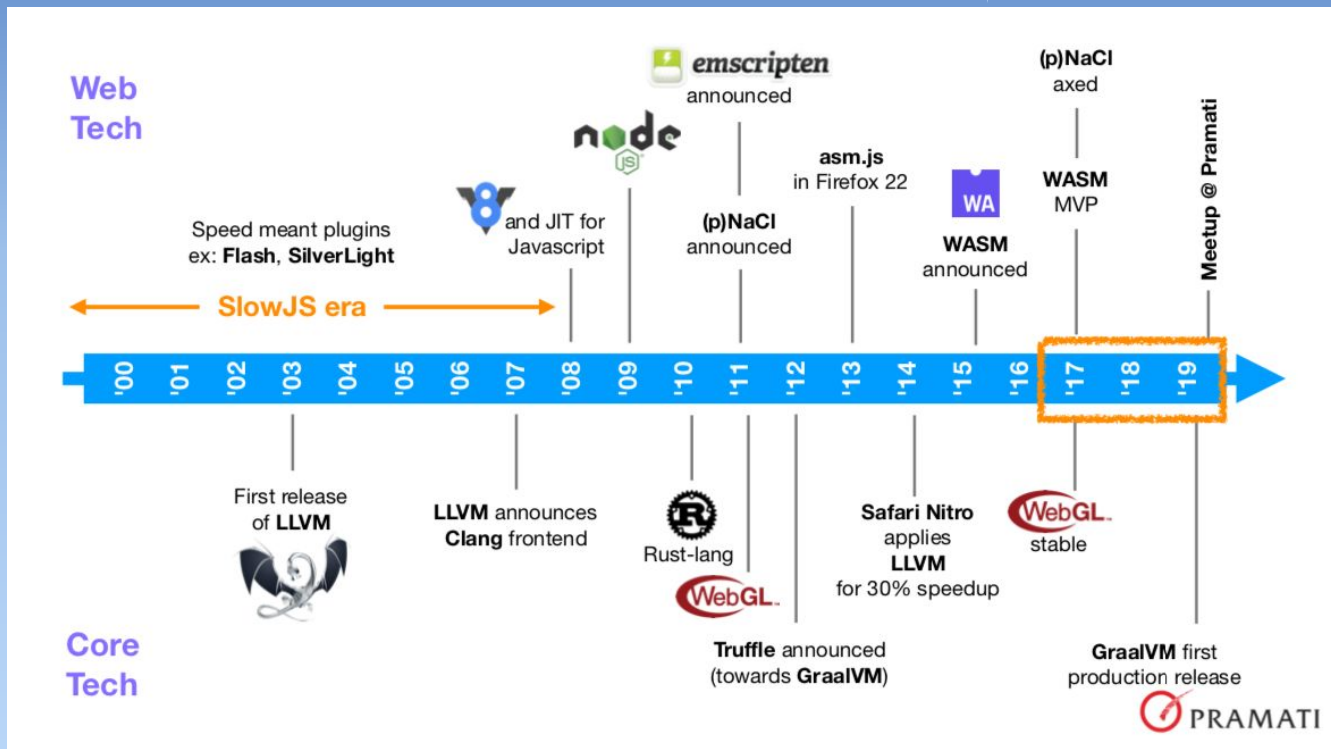 Web
Tech
Speed meant plugins
ex: Flash, SilverLight
SlowJS era
V8
and JIT for
Javascript
node
JS
emscripten
announced
(p)NaCl
announced
asm.js
in Firefox 22
WA
WASM
announced
(p)NaCl
axed
WASM
MVP
Meetup @ Pramati
'00 '01 '02 '03 '04 '05 '06 '07 '08 '09 '10 '11 '12 '13 '14 '15 '16 '17 '18 '19
First release
of LLVM
LLVM announces
Clang frontend
R
Rust-lang
WebGL™
Truffle announced
(towards GraalVM)
Safari Nitro
applies
LLVM
for 30% speedup
WebGL™
stable
GraalVM first
production release
Core
Tech
PRAMATI